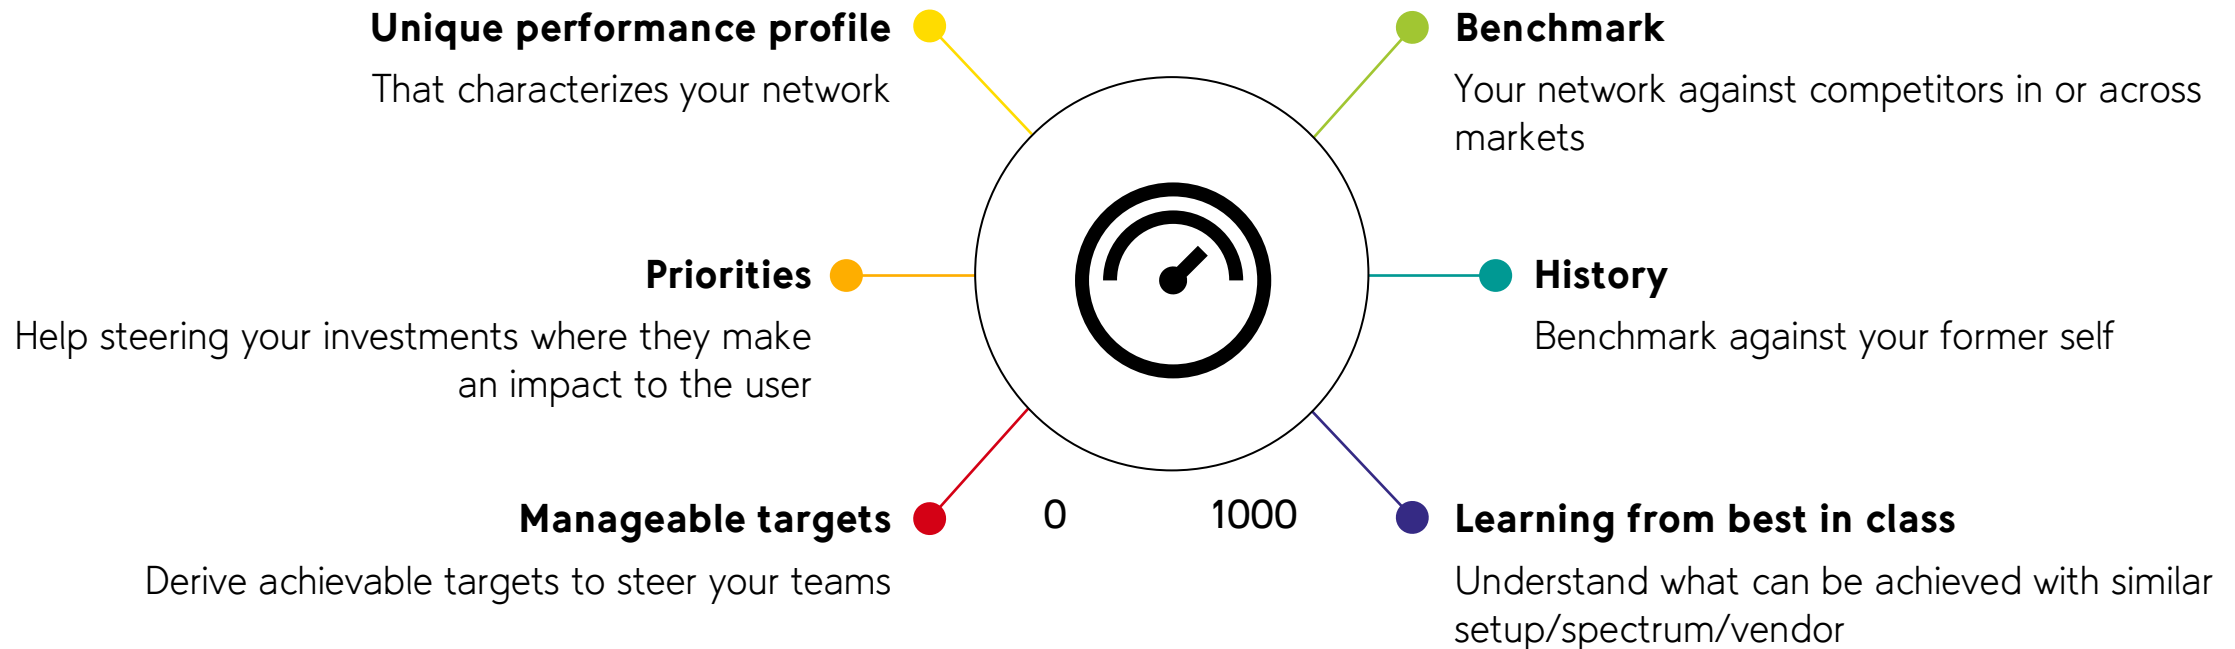 Unique performance profile
That characterizes your network
Priorities
Help steering your investments where they make
an impact to the user
Manageable targets
Derive achievable targets to steer your teams
0
1000
Benchmark
Your network against competitors in or across
markets
History
Benchmark against your former self
Learning from best in class
Understand what can be achieved with similar
setup/spectrum/vendor